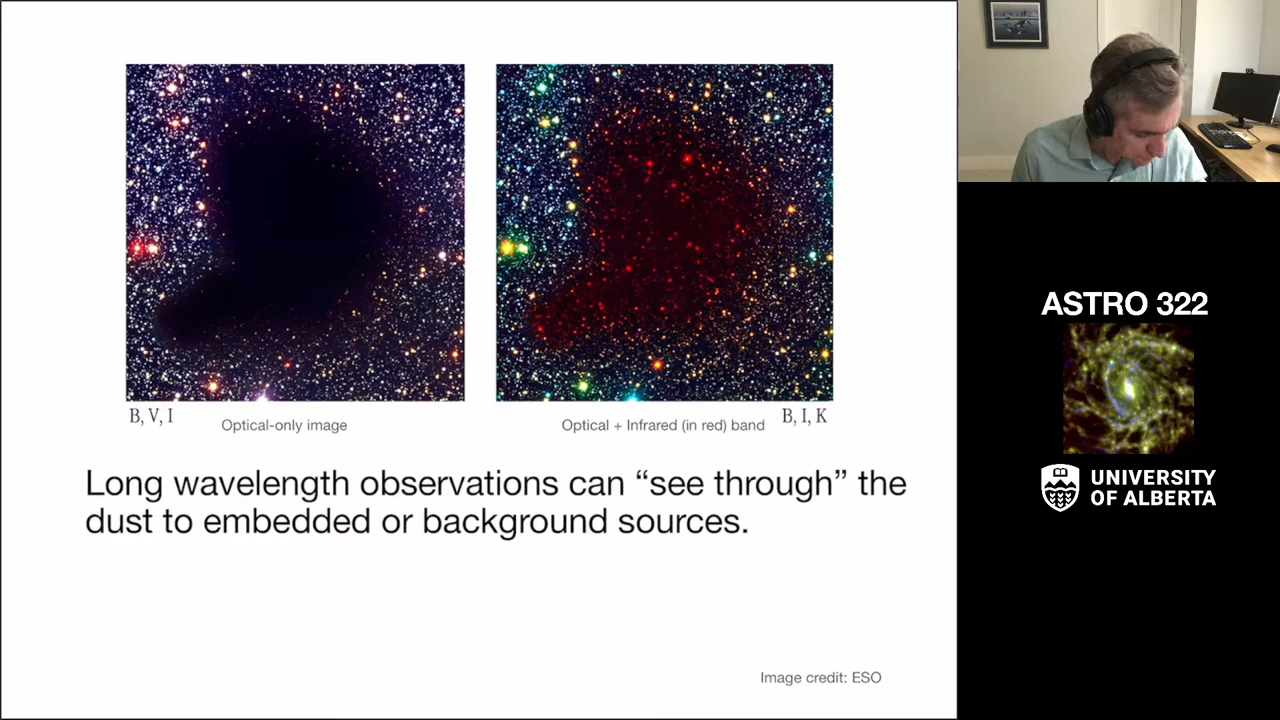 B, V, I
Optical-only image
Optical + Infrared (in red) band
B, I, K
Long wavelength observations can “see through” the
dust to embedded or background sources.
Image credit: ESO
ASTRO 322
UNIVERSITY
OF ALBERTA